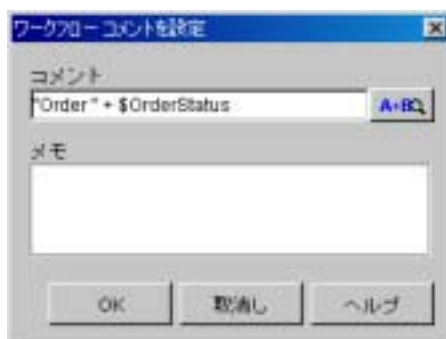 ワークフロー コメントを設定
コメント
"Order " + $OrderStatus
A+B
メモ
OK 取消し ヘルプ